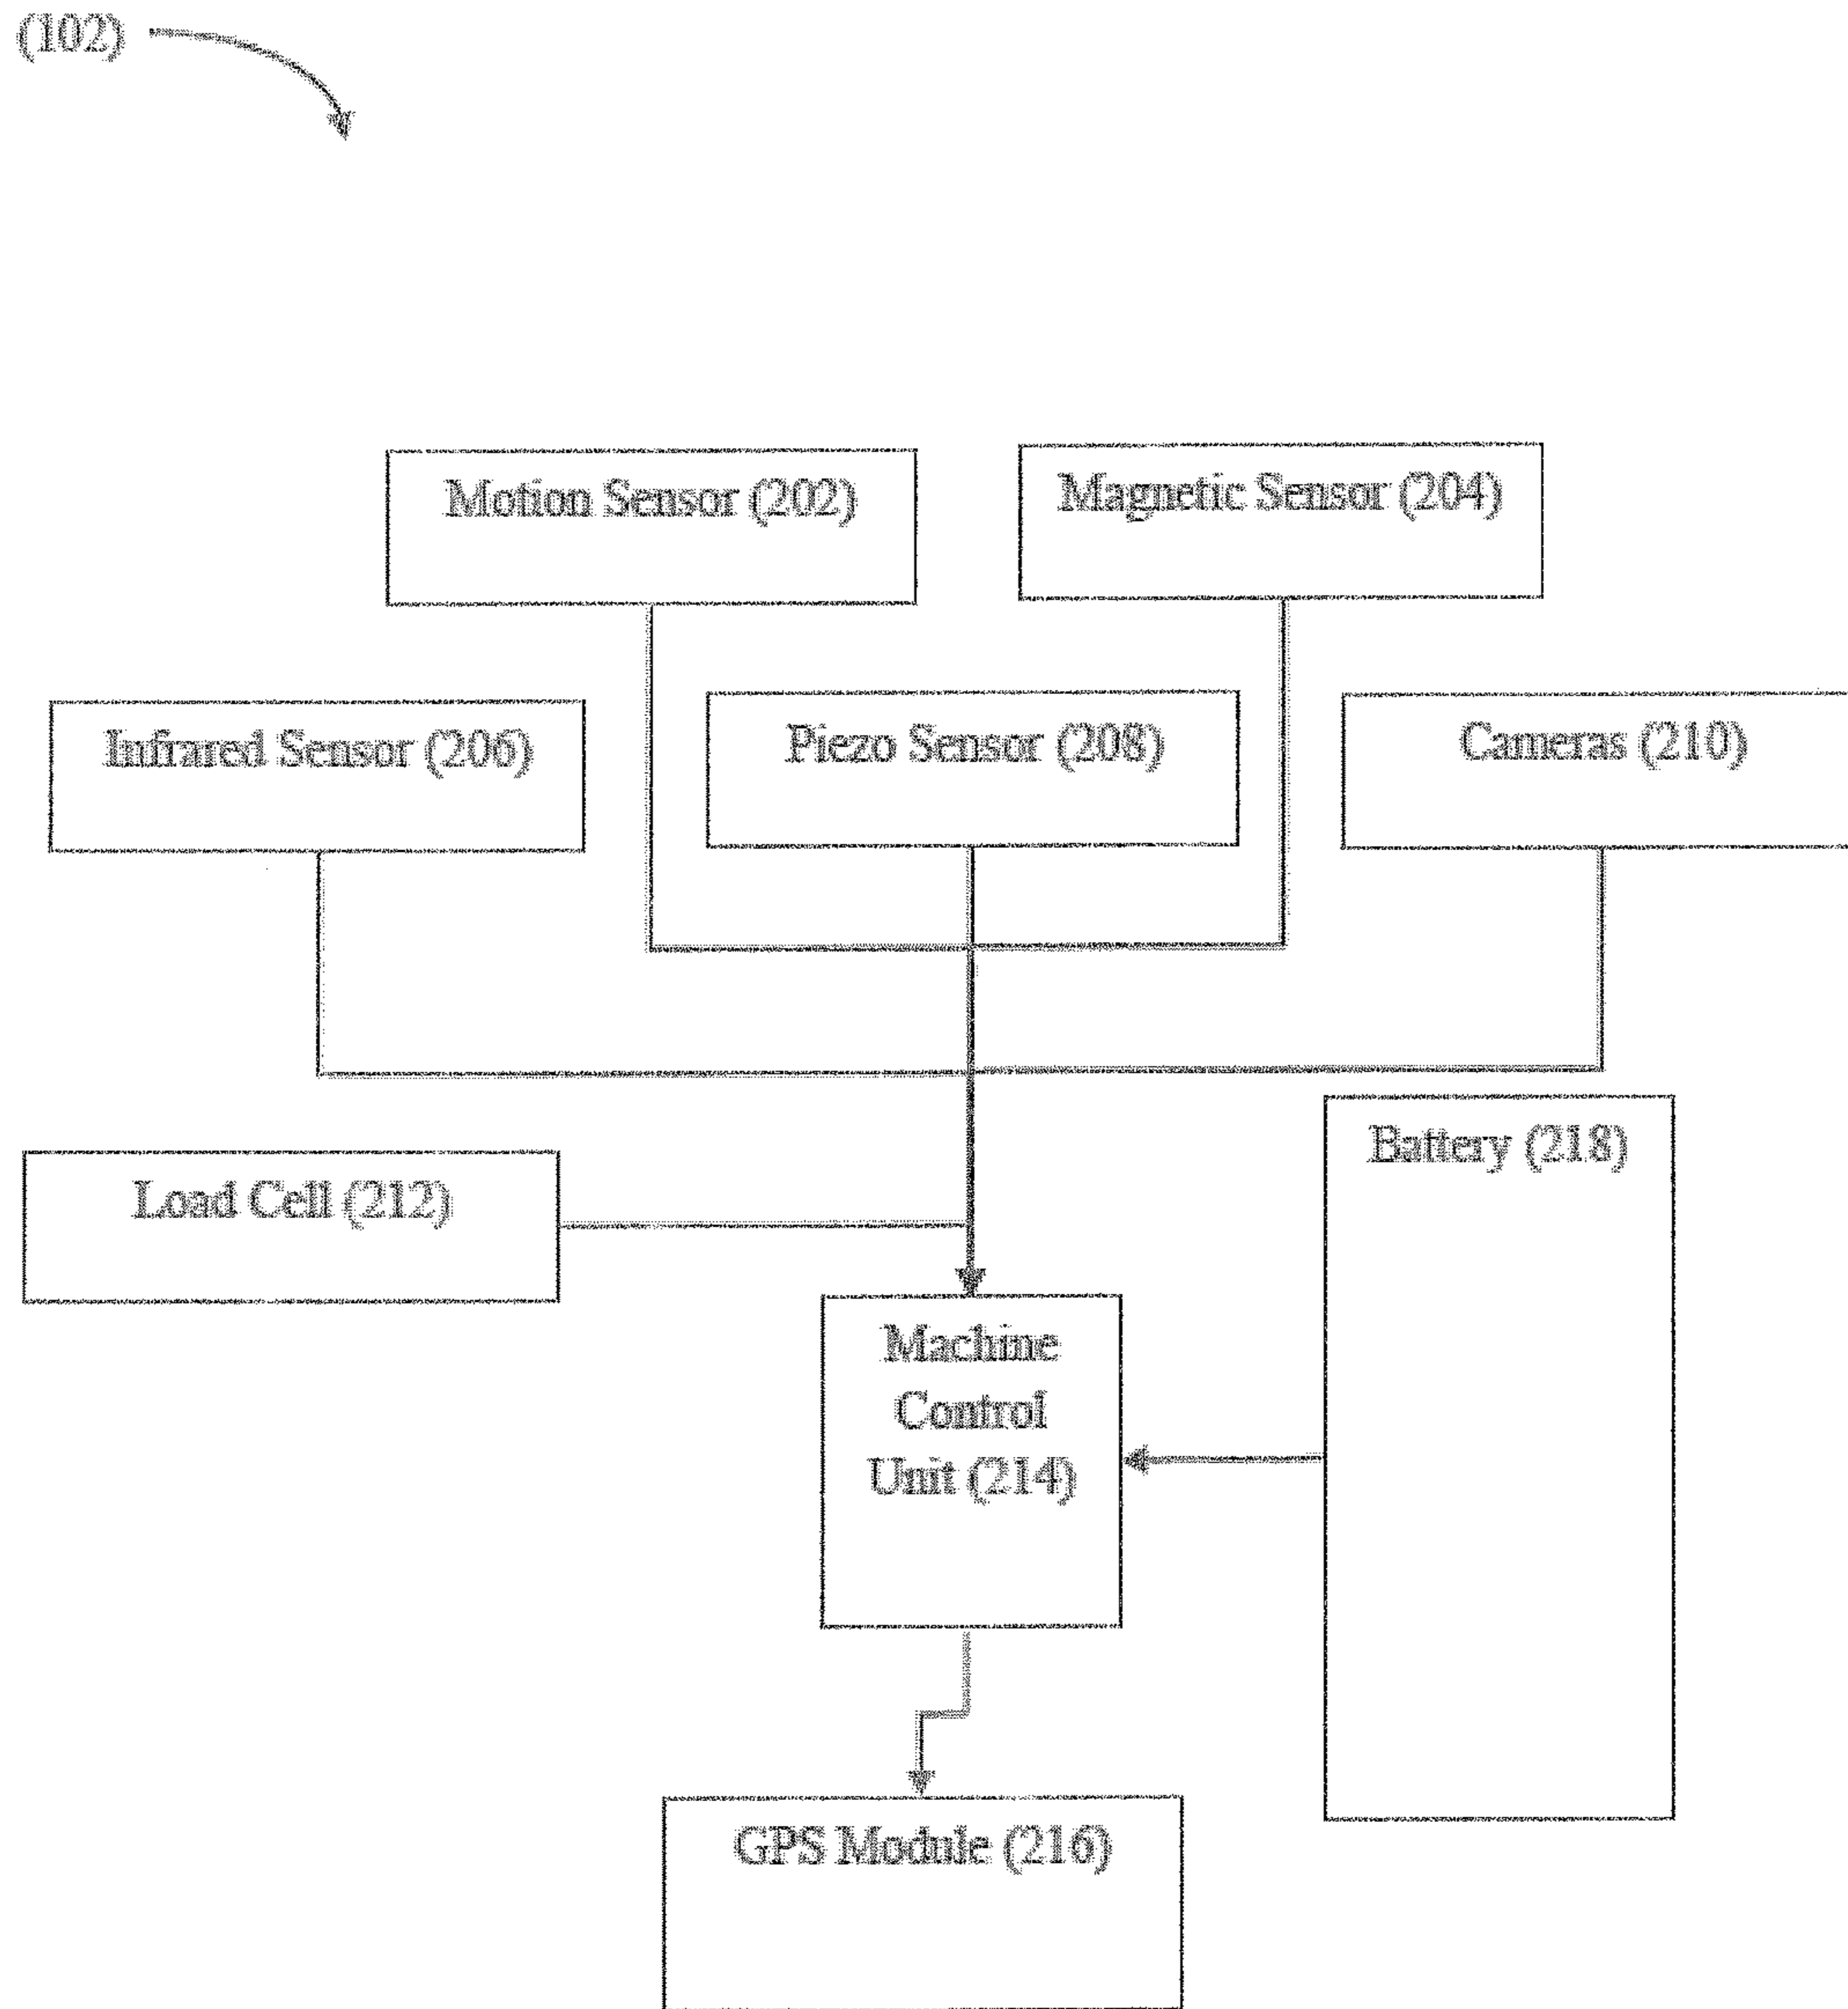 (102)
Motion Sensor (202)
Magnetic Sensor (204)
Infrared Sensor (206)
Piezo Sensor (208)
Cameras (210)
Battery (218)
Load Cell (212)
Machine
Control
Unit (214)
GPS Module (216)